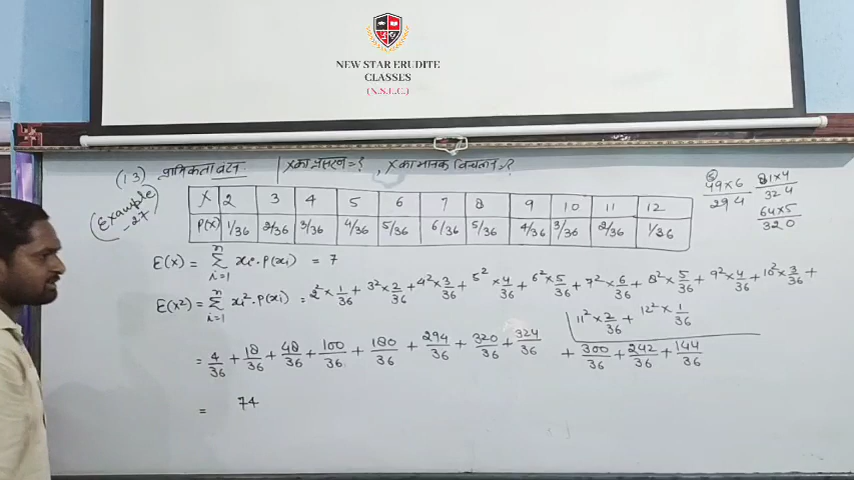 NEW STAR ERUDITE
CLASSES
(N.S.E.C.)
(13) प्रायिकता बंटन. X का प्रसरण = ? , X का मानक विचलन = ?
(Example - 27)
X 2 3 4 5 6 7 8 9 10 11 12
P(X) 1/36 2/36 3/36 4/36 5/36 6/36 5/36 4/36 3/36 2/36 1/36
49×6 81×4
294 324
64×5
320
E(X) = n∑i=1 xi . P(xi) = 7
E(X²) = n∑i=1 xi² . P(xi) = 2² × 1/36 + 3² × 2/36 + 4² × 3/36 + 5² × 4/36 + 6² × 5/36 + 7² × 6/36 + 8² × 5/36 + 9² × 4/36 + 10² × 3/36 +
11² × 2/36 + 12² × 1/36
= 4/36 + 18/36 + 48/36 + 100/36 + 180/36 + 294/36 + 320/36 + 324/36 + 300/36 + 242/36 + 144/36
= 74